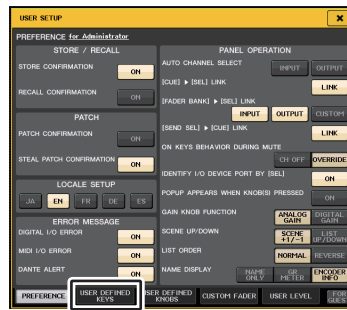 USER SETUP
PREFERENCE for Administrator
STORE / RECALL
STORE CONFIRMATION ON
RECALL CONFIRMATION ON
PATCH
PATCH CONFIRMATION ON
STEAL PATCH CONFIRMATION ON
LOCALE SETUP
JA EN FR DE ES
ERROR MESSAGE
DIGITAL I/O ERROR ON
MIDI I/O ERROR ON
DANTE ALERT ON
PANEL OPERATION
AUTO CHANNEL SELECT INPUT OUTPUT
[CUE] ▶ [SEL] LINK LINK
[FADER BANK] ▶ [SEL] LINK
INPUT OUTPUT CUSTOM
[SEND SEL] ▶ [CUE] LINK LINK
ON KEYS BEHAVIOR DURING MUTE
CH OFF OVERRIDE
IDENTIFY I/O DEVICE PORT BY [SEL]
ON
POPUP APPEARS WHEN KNOB(S) PRESSED
ON
GAIN KNOB FUNCTION ANALOG GAIN DIGITAL GAIN
SCENE UP/DOWN SCENE +1/-1 LIST UP/DOWN
LIST ORDER NORMAL REVERSE
NAME DISPLAY NAME ONLY GR METER ENCODER INFO
PREFERENCE USER DEFINED KEYS USER DEFINED KNOBS CUSTOM FADER USER LEVEL FOR